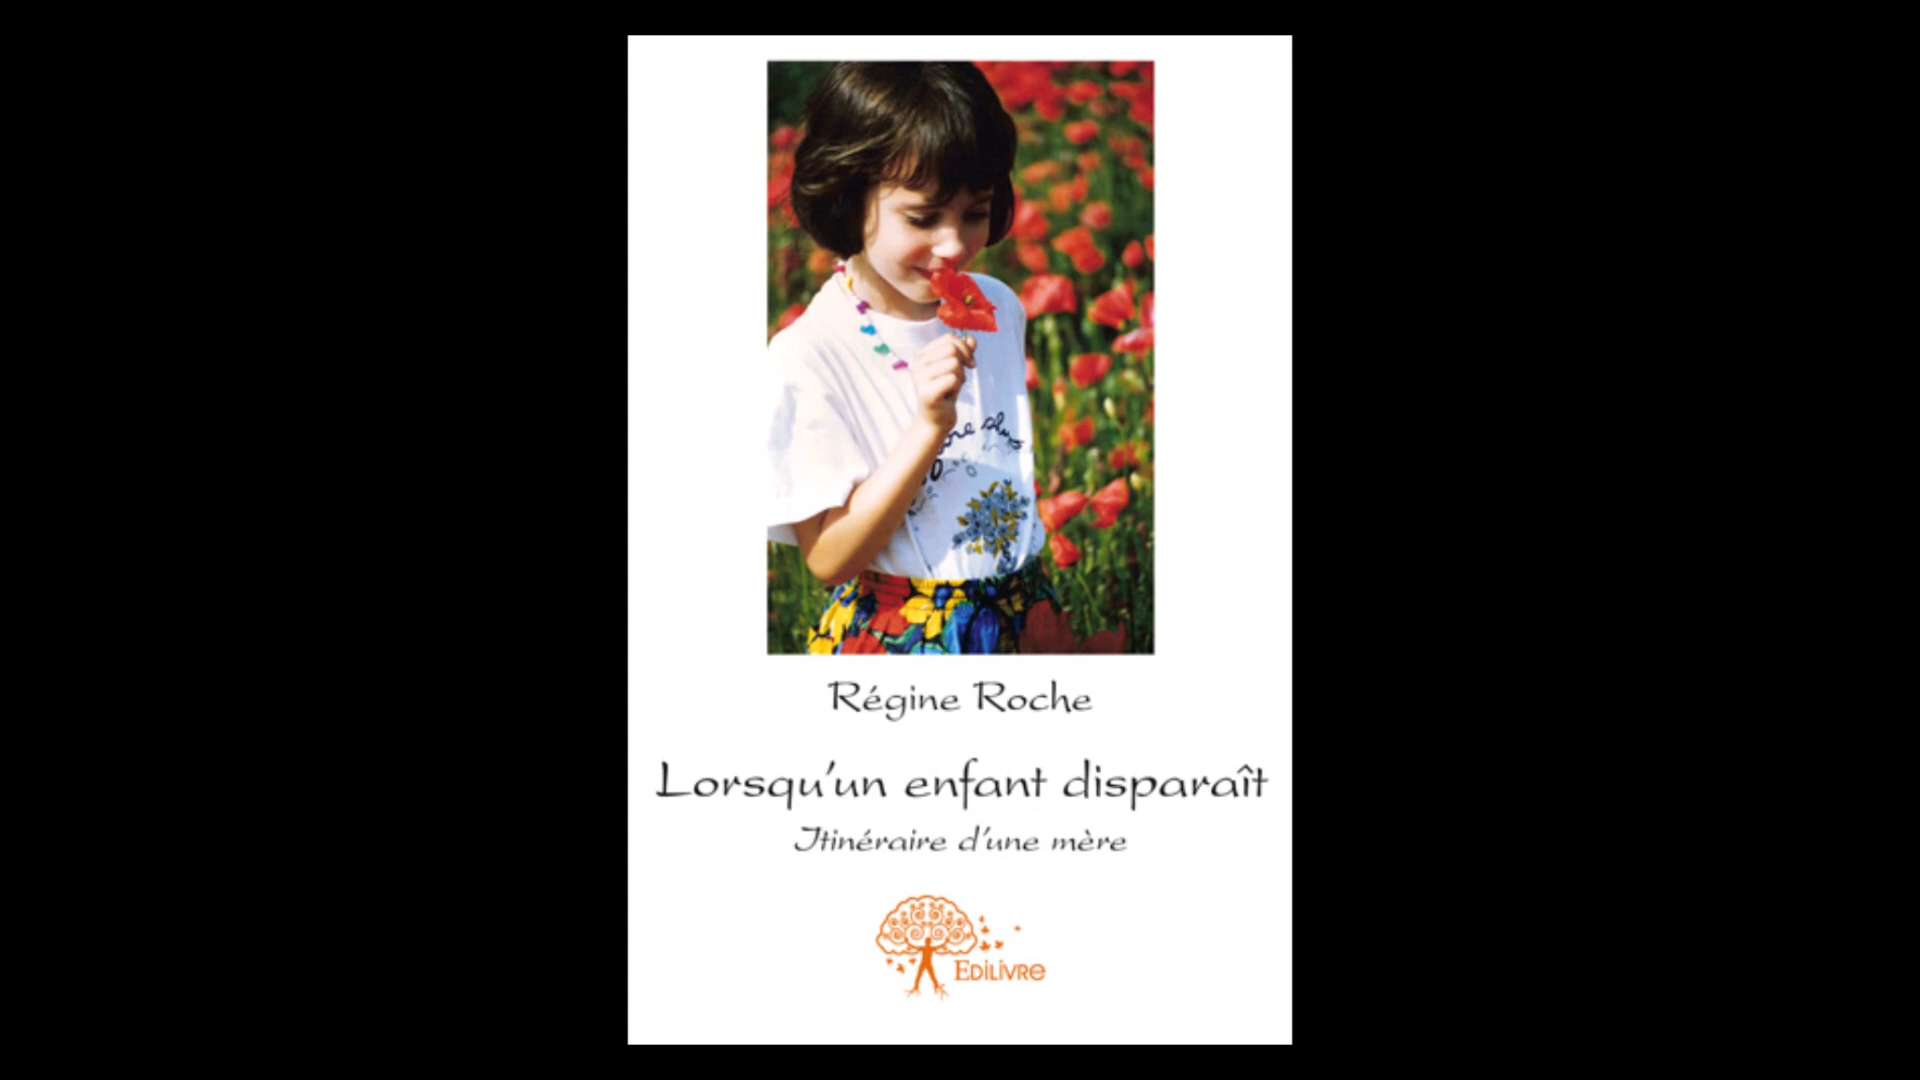 Régine Roche
Lorsqu'un enfant disparaît
Itinéraire d'une mère
EDiLivre